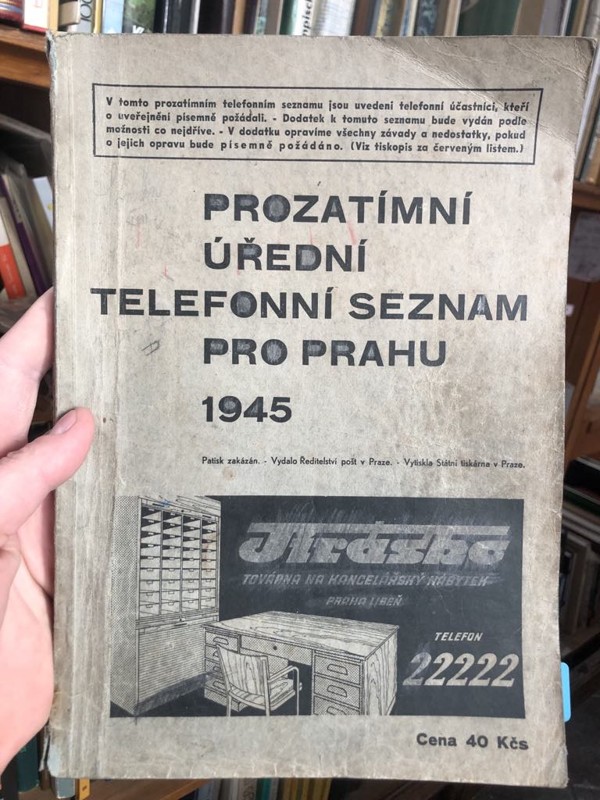 V tomto prozatímním telefonním seznamu jsou uvedeni telefonní účastníci, kteří
o uveřejnění písemně požádali. - Dodatek k tomuto seznamu bude vydán podle
možnosti co nejdříve. - V dodatku opravíme všechny závady a nedostatky, pokud
o jejich opravu bude písemně požádáno. (Viz tiskopis za červeným listem.)
PROZATÍMNÍ
ÚŘEDNÍ
TELEFONNÍ SEZNAM
PRO PRAHU
1945
Patisk zakázán. - Vydalo Ředitelství pošt v Praze. - Vytiskla Státní tiskárna v Praze.
Jirásko
TOVÁRNA NA KANCELÁŘSKÝ NÁBYTEK
PRAHA LIBEŇ
TELEFON
22222
Cena 40 Kčs